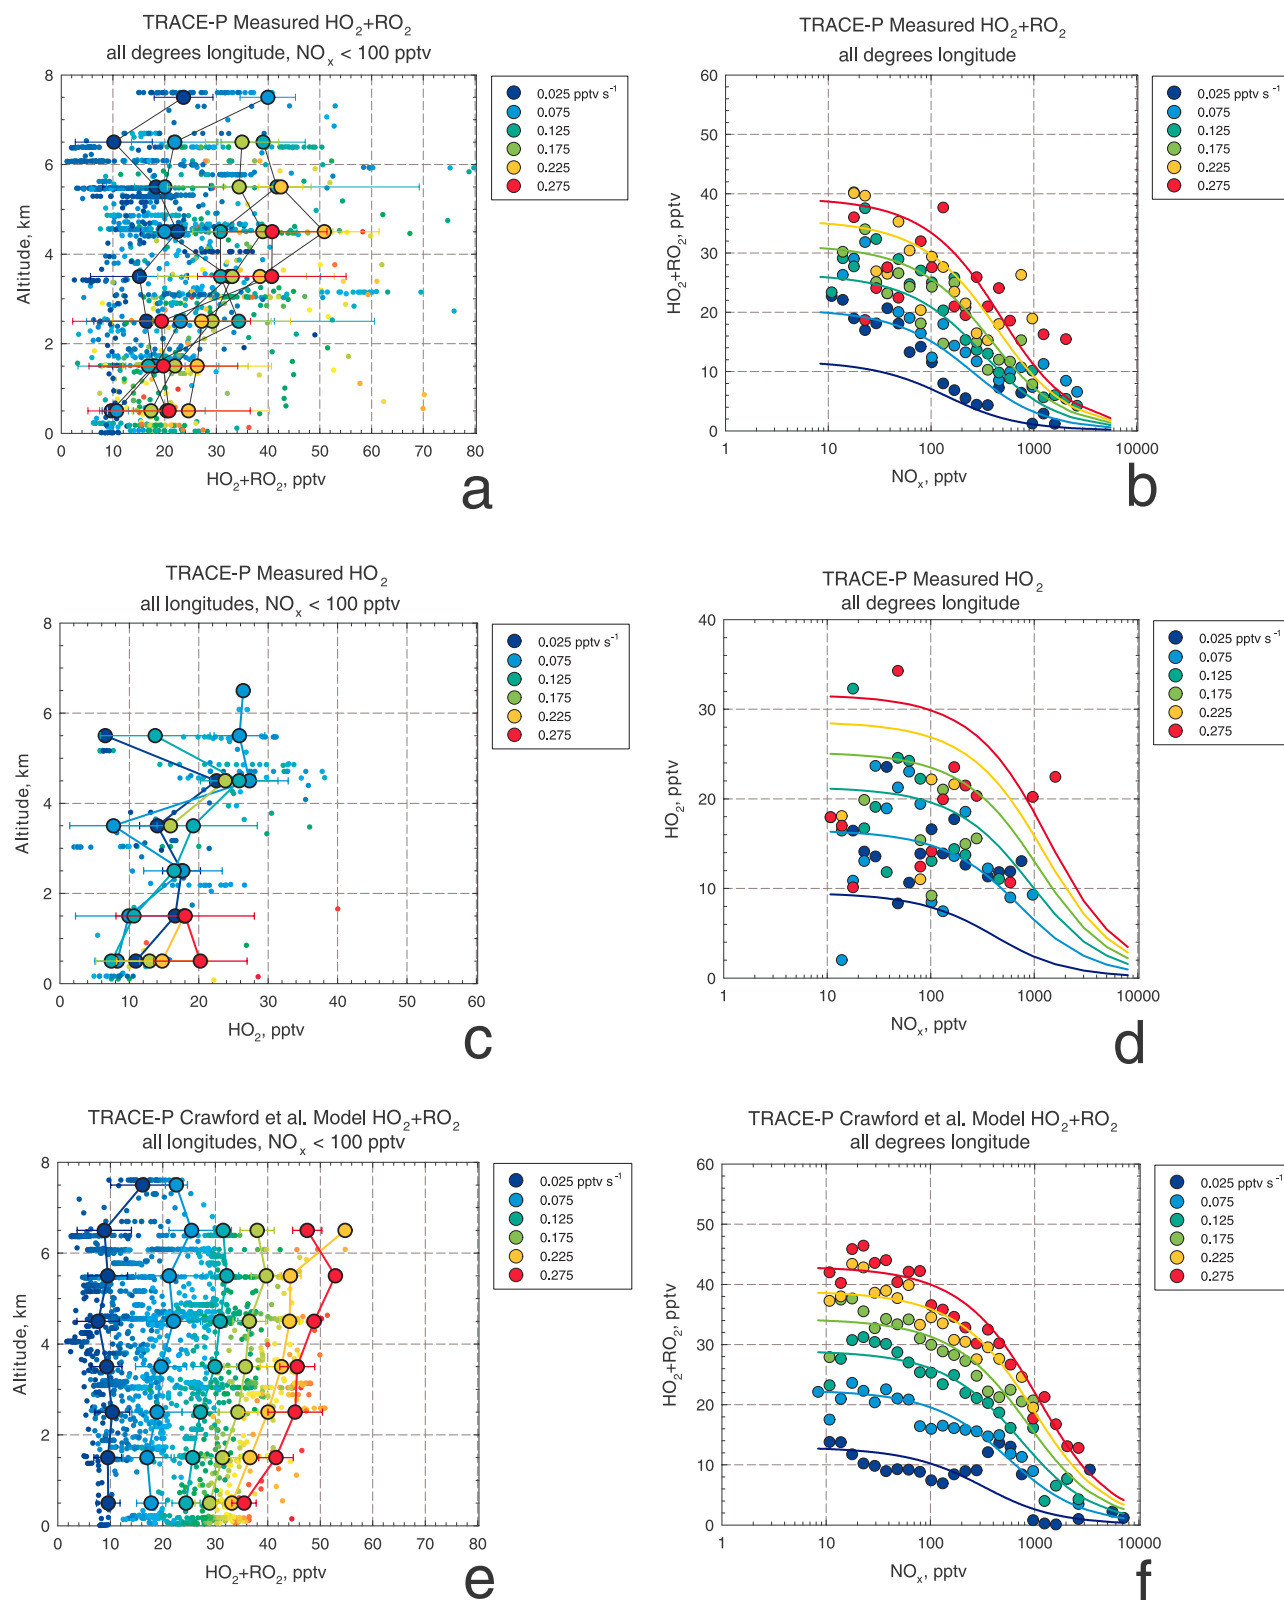 TRACE-P Measured HO2+RO2
all degrees longitude, NOx < 100 pptv
8
6
4
2
0
Altitude, km
0 10 20 30 40 50 60 70 80
HO2+RO2, pptv
0.025 pptv s-1
0.075
0.125
0.175
0.225
0.275
a
TRACE-P Measured HO2+RO2
all degrees longitude
60
50
40
30
20
10
0
HO2+RO2, pptv
1 10 100 1000 10000
NOx, pptv
0.025 pptv s-1
0.075
0.125
0.175
0.225
0.275
b
TRACE-P Measured HO2
all longitudes, NOx < 100 pptv
8
6
4
2
0
Altitude, km
0 10 20 30 40 50 60
HO2, pptv
0.025 pptv s-1
0.075
0.125
0.175
0.225
0.275
c
TRACE-P Measured HO2
all degrees longitude
40
30
20
10
0
HO2, pptv
1 10 100 1000 10000
NOx, pptv
0.025 pptv s-1
0.075
0.125
0.175
0.225
0.275
d
TRACE-P Crawford et al. Model HO2+RO2
all longitudes, NOx < 100 pptv
8
6
4
2
0
Altitude, km
0 10 20 30 40 50 60 70 80
HO2+RO2, pptv
0.025 pptv s-1
0.075
0.125
0.175
0.225
0.275
e
TRACE-P Crawford et al. Model HO2+RO2
all degrees longitude
60
50
40
30
20
10
0
HO2+RO2, pptv
1 10 100 1000 10000
NOx, pptv
0.025 pptv s-1
0.075
0.125
0.175
0.225
0.275
f